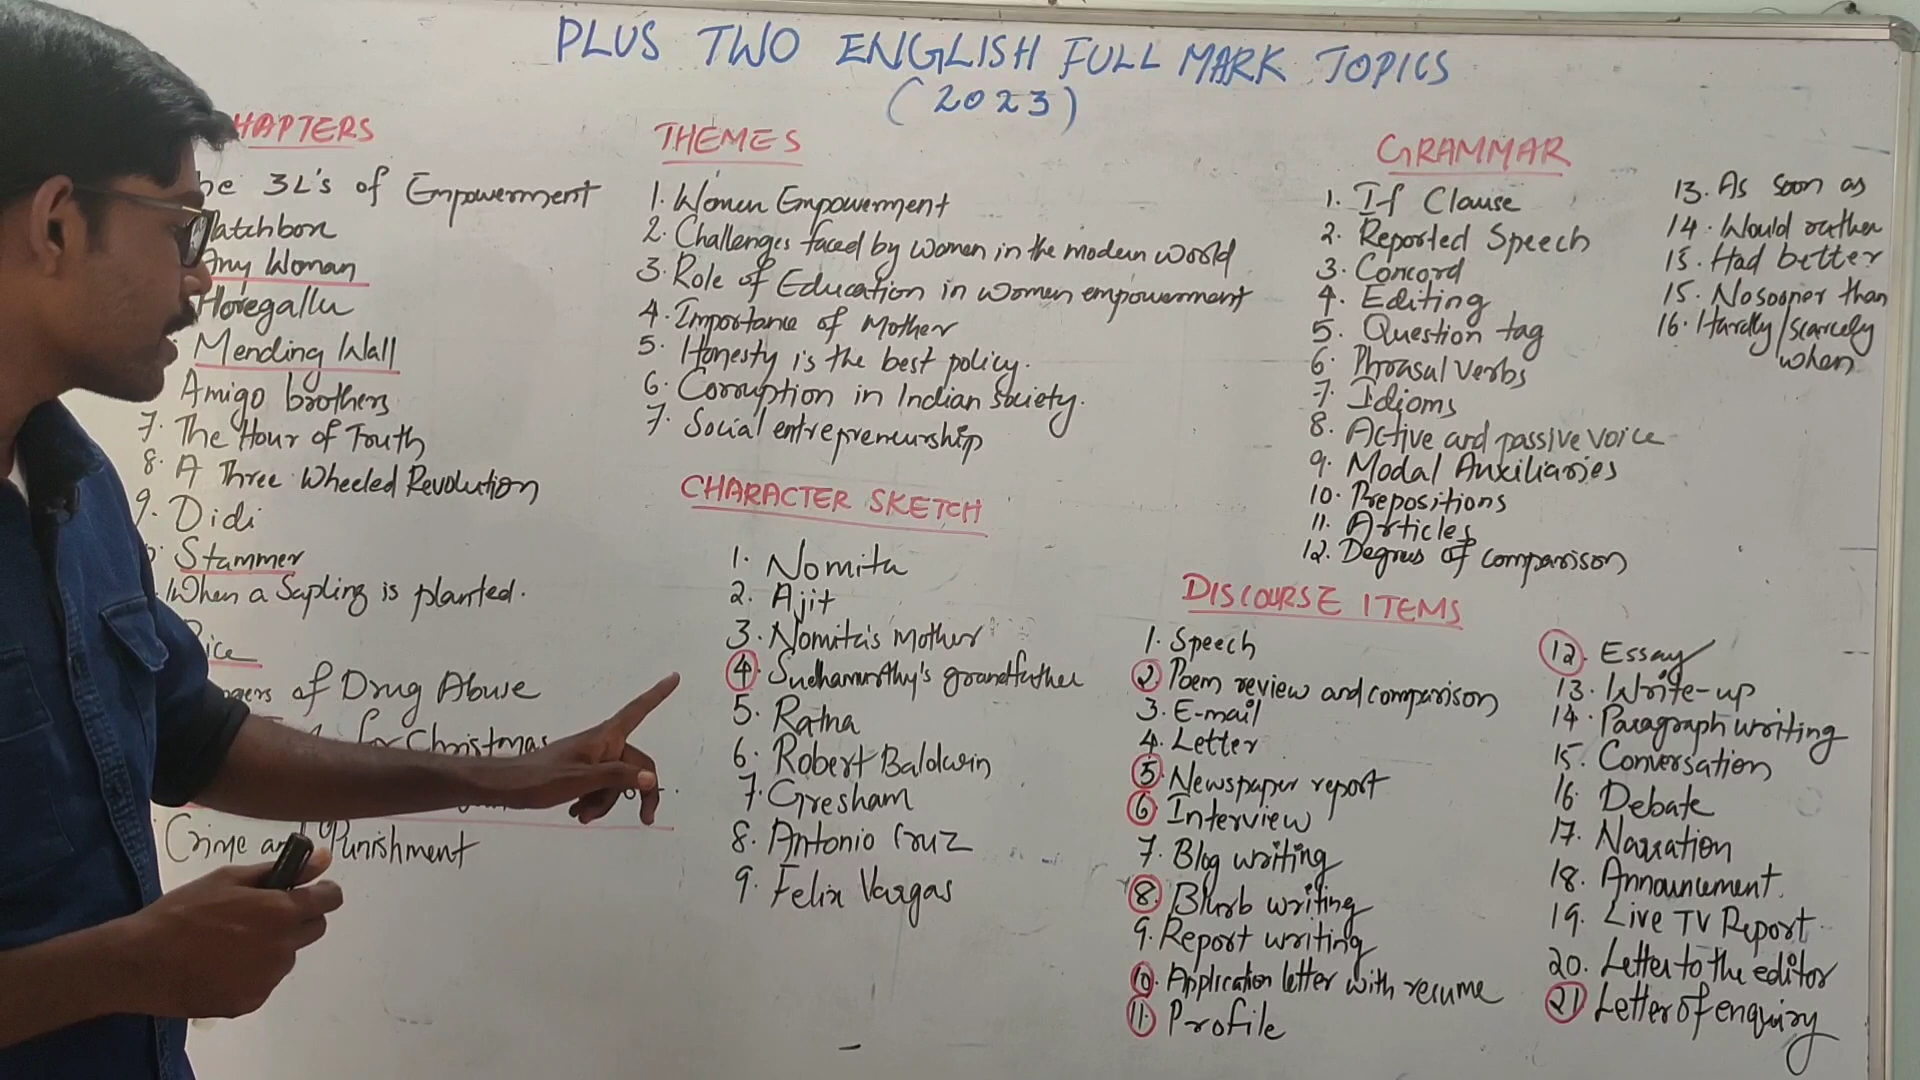 PLUS TWO ENGLISH FULL MARK TOPICS
(2023)
HAPTERS
he 3L's of Empowerment
atchbox
Any Woman
Horegallu
Mending Wall
Amigo brothers
7. The Hour of Truth
8. A Three Wheeled Revolution
9. Didi
Stammer
When a Sapling is planted.
ice
ngers of Drug Abuse
for Christmas
Crime an Punishment
THEMES
1. Women Empowerment
2. Challenges faced by women in the modern world
3. Role of Education in women empowerment
4. Importance of Mother
5. Honesty is the best policy.
6. Corruption in Indian society.
7. Social entrepreneurship
CHARACTER SKETCH
1. Nomita
2. Ajit
3. Nomita's Mother
4. Sudhamurthy's grandfather
5. Ratna
6. Robert Baldwin
7. Gresham
8. Antonio Cruz
9. Felix Vargas
GRAMMAR
1. If Clause
2. Reported Speech
3. Concord
4. Editing
5. Question tag
6. Phrasal verbs
7. Idioms
8. Active and passive voice
9. Modal Auxiliaries
10. Prepositions
11. Articles
12. Degrees of comparison
13. As soon as
14. Would rather
15. Had better
15. No sooner than
16. Hardly/scarcely
when
DISCOURSE ITEMS
1. Speech
2. Poem review and comparison
3. E-mail
4. Letter
5. Newspaper report
6. Interview
7. Blog writing
8. Blurb writing
9. Report writing
10. Application letter with resume
11. Profile
12. Essay
13. Write-up
14. Paragraph writing
15. Conversation
16. Debate
17. Narration
18. Announcement
19. Live TV Report
20. Letter to the editor
21 Letter of enquiry